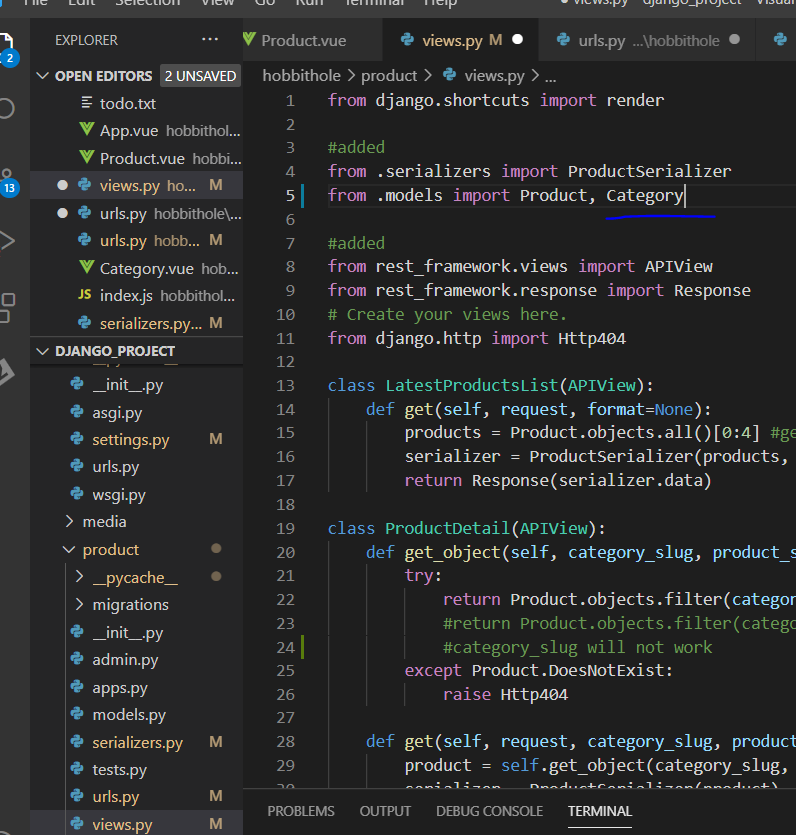 File Edit Selection View Go Run Terminal Help views.py - django_project - Visual
EXPLORER ...
OPEN EDITORS 2 UNSAVED
todo.txt
App.vue hobbithol...
Product.vue hobbi...
views.py ho... M
urls.py hobbithole\...
urls.py hobb... M
Category.vue hob...
JS index.js hobbithole...
serializers.py... M
DJANGO_PROJECT
__init__.py
asgi.py
settings.py M
urls.py
wsgi.py
media
product
__pycache__
migrations
__init__.py
admin.py
apps.py
models.py
serializers.py M
tests.py
urls.py M
views.py M
2
13
Product.vue views.py M urls.py ...\hobbithole
hobbithole > product > views.py > ...
1 from django.shortcuts import render
2
3 #added
4 from .serializers import ProductSerializer
5 from .models import Product, Category
6
7 #added
8 from rest_framework.views import APIView
9 from rest_framework.response import Response
10 # Create your views here.
11 from django.http import Http404
12
13 class LatestProductsList(APIView):
14 def get(self, request, format=None):
15 products = Product.objects.all()[0:4] #ge
16 serializer = ProductSerializer(products,
17 return Response(serializer.data)
18
19 class ProductDetail(APIView):
20 def get_object(self, category_slug, product_s
21 try:
22 return Product.objects.filter(categor
23 #return Product.objects.filter(catego
24 #category_slug will not work
25 except Product.DoesNotExist:
26 raise Http404
27
28 def get(self, request, category_slug, product
29 product = self.get_object(category_slug,
serializer = ProductSerializer(product)
PROBLEMS OUTPUT DEBUG CONSOLE TERMINAL